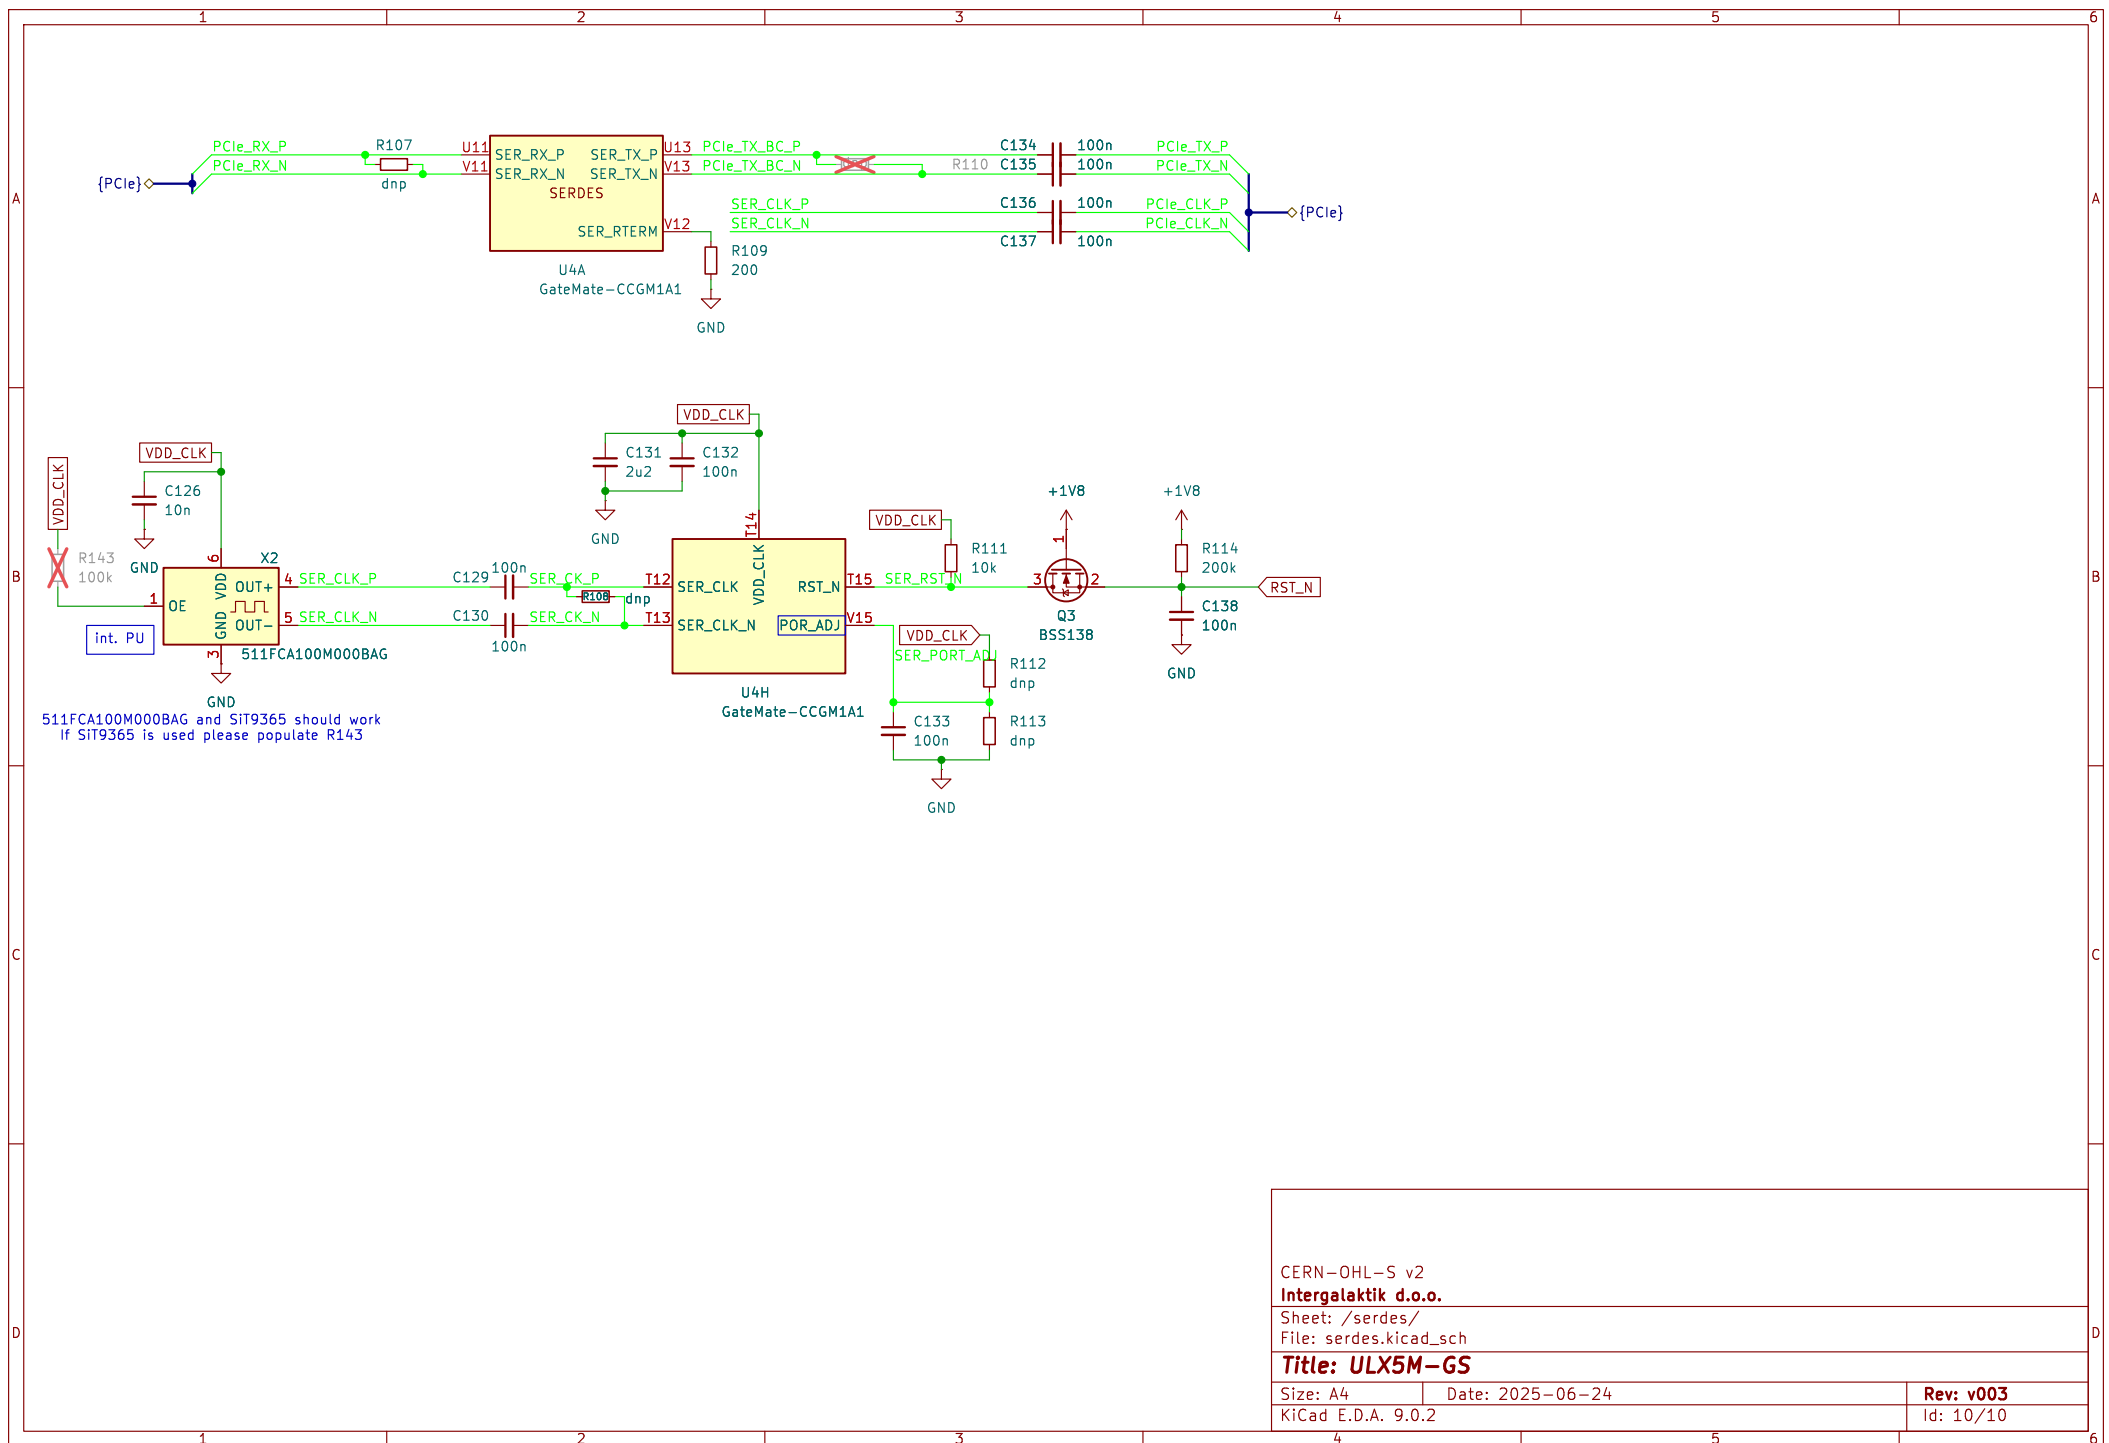 1 2 3 4 5 6
A A
B B
C C
D D
1 2 3 4 5 6
{PCIe}
PCIe_RX_P
PCIe_RX_N
R107
dnp
U11 SER_RX_P SER_TX_P U13
V11 SER_RX_N SER_TX_N V13
SERDES
SER_RTERM V12
U4A
GateMate-CCGM1A1
PCIe_TX_BC_P
PCIe_TX_BC_N
R110
R109
200
GND
SER_CLK_P
SER_CLK_N
C134 100n
C135 100n
C136 100n
C137 100n
PCIe_TX_P
PCIe_TX_N
PCIe_CLK_P
PCIe_CLK_N
{PCIe}
VDD_CLK
R143
100k
VDD_CLK
C126
10n
GND
X2
6
VDD
OUT+ 4
1 OE
OUT- 5
GND
3
int. PU
511FCA100M000BAG
GND
511FCA100M000BAG and SiT9365 should work
If SiT9365 is used please populate R143
SER_CLK_P
SER_CLK_N
C129 100n
C130 100n
SER_CK_P
SER_CK_N
R108 dnp
VDD_CLK
C131
2u2
C132
100n
GND
T14
VDD_CLK
T12 SER_CLK RST_N T15
T13 SER_CLK_N POR_ADJ V15
U4H
GateMate-CCGM1A1
VDD_CLK
R111
10k
SER_RST_N
+1V8
1
3 2
Q3
BSS138
+1V8
R114
200k
RST_N
C138
100n
GND
VDD_CLK
SER_PORT_ADJ
R112
dnp
C133
100n
R113
dnp
GND
CERN-OHL-S v2
Intergalaktik d.o.o.
Sheet: /serdes/
File: serdes.kicad_sch
Title: ULX5M-GS
Size: A4 Date: 2025-06-24 Rev: v003
KiCad E.D.A. 9.0.2 Id: 10/10